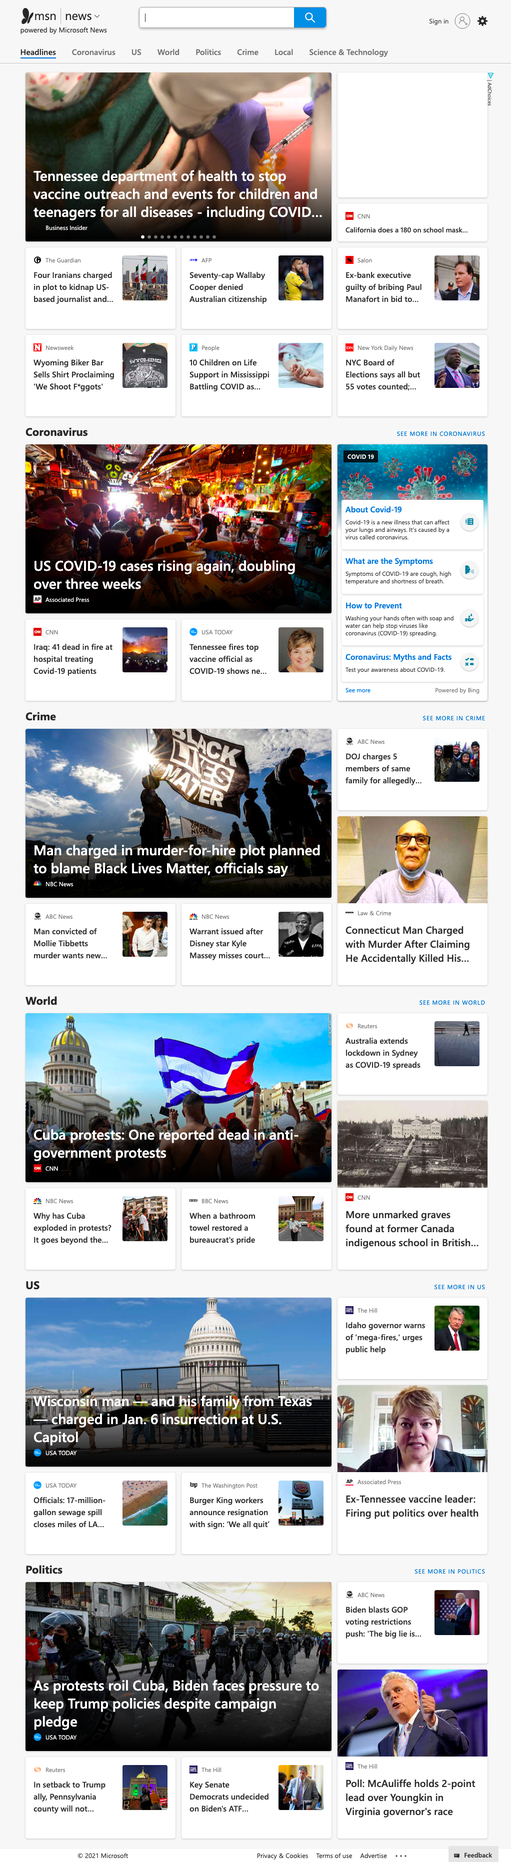 msn | news
powered by Microsoft News
Sign in
Headlines Coronavirus US World Politics Crime Local Science & Technology
Tennessee department of health to stop
vaccine outreach and events for children and
teenagers for all diseases - including COVID...
Business Insider
AdChoices
CNN
California does a 180 on school mask...
The Guardian
Four Iranians charged
in plot to kidnap US-
based journalist and...
AFP
Seventy-cap Wallaby
Cooper denied
Australian citizenship
Salon
Ex-bank executive
guilty of bribing Paul
Manafort in bid to...
Newsweek
Wyoming Biker Bar
Sells Shirt Proclaiming
'We Shoot F*ggots'
People
10 Children on Life
Support in Mississippi
Battling COVID as...
New York Daily News
NYC Board of
Elections says all but
55 votes counted;...
Coronavirus
SEE MORE IN CORONAVIRUS
US COVID-19 cases rising again, doubling
over three weeks
AP Associated Press
COVID 19
About Covid-19
Covid-19 is a new illness that can affect
your lungs and airways. It's caused by a
virus called coronavirus.
What are the Symptoms
Symptoms of COVID-19 are cough, high
temperature and shortness of breath.
How to Prevent
Washing your hands often with soap and
water can help stop viruses like
coronavirus (COVID-19) spreading.
Coronavirus: Myths and Facts
Test your awareness about COVID-19.
See more
Powered by Bing
CNN
Iraq: 41 dead in fire at
hospital treating
Covid-19 patients
USA TODAY
Tennessee fires top
vaccine official as
COVID-19 shows ne...
Crime
SEE MORE IN CRIME
BLACK
LIVES
MATTER
Man charged in murder-for-hire plot planned
to blame Black Lives Matter, officials say
NBC News
ABC News
DOJ charges 5
members of same
family for allegedly...
Law & Crime
Connecticut Man Charged
with Murder After Claiming
He Accidentally Killed His...
ABC News
Man convicted of
Mollie Tibbetts
murder wants new...
NBC News
Warrant issued after
Disney star Kyle
Massey misses court...
World
SEE MORE IN WORLD
Cuba protests: One reported dead in anti-
government protests
CNN
Reuters
Australia extends
lockdown in Sydney
as COVID-19 spreads
CNN
More unmarked graves
found at former Canada
indigenous school in British...
NBC News
Why has Cuba
exploded in protests?
It goes beyond the...
BBC News
When a bathroom
towel restored a
bureaucrat's pride
US
SEE MORE IN US
Wisconsin man — and his family from Texas
— charged in Jan. 6 insurrection at U.S.
Capitol
USA TODAY
The Hill
Idaho governor warns
of 'mega-fires,' urges
public help
AP Associated Press
Ex-Tennessee vaccine leader:
Firing put politics over health
USA TODAY
Officials: 17-million-
gallon sewage spill
closes miles of LA...
wp The Washington Post
Burger King workers
announce resignation
with sign: 'We all quit'
Politics
SEE MORE IN POLITICS
As protests roil Cuba, Biden faces pressure to
keep Trump policies despite campaign
pledge
USA TODAY
ABC News
Biden blasts GOP
voting restrictions
push: 'The big lie is...
The Hill
Poll: McAuliffe holds 2-point
lead over Youngkin in
Virginia governor's race
Reuters
In setback to Trump
ally, Pennsylvania
county will not...
The Hill
Key Senate
Democrats undecided
on Biden's ATF...
© 2021 Microsoft
Privacy & Cookies Terms of use Advertise ...
Feedback